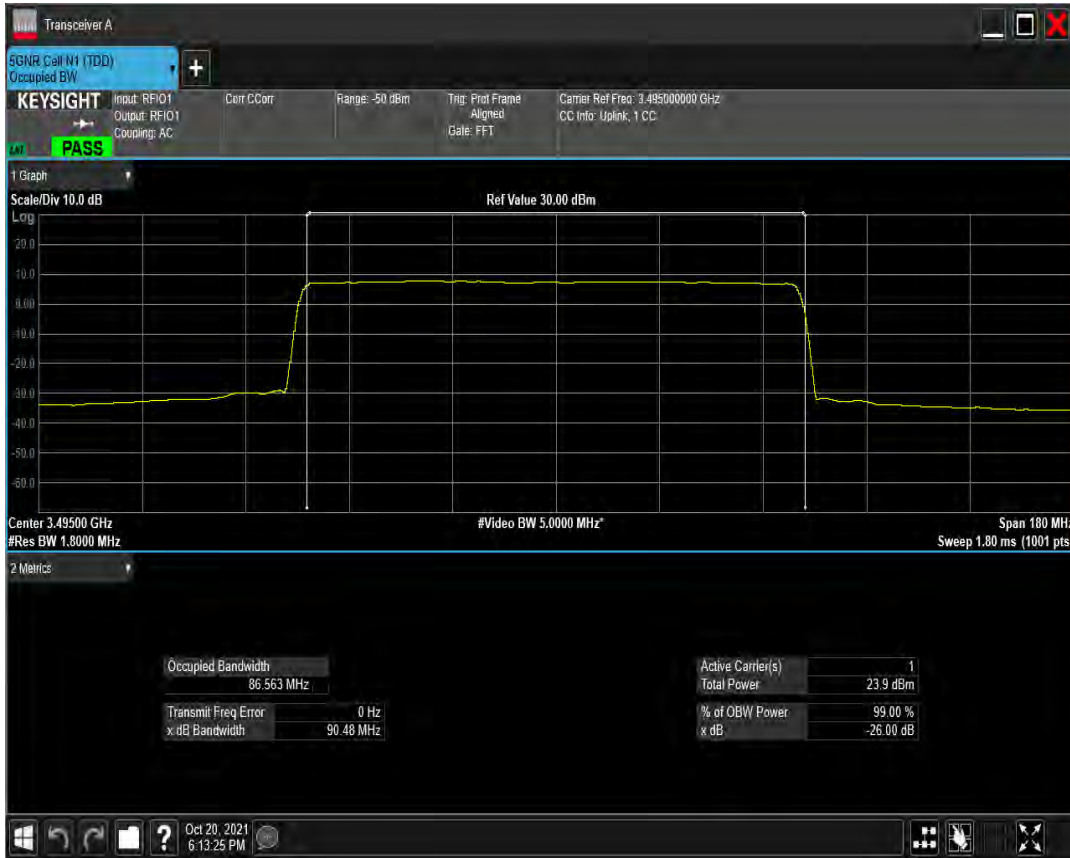 Transceiver A
5GNR Cell N1 (TDD)
Occupied BW
+
KEYSIGHT
Input: RFIO1
Output: RFIO1
Coupling: AC
Corr CCorr
Range: -50 dBm
Trig: Prot Frame
Aligned
Gate: FFT
Carrier Ref Freq: 3.495000000 GHz
CC Info: Uplink, 1 CC
PASS
1 Graph
Scale/Div 10.0 dB
Ref Value 30.00 dBm
Log
20.0
10.0
0.00
-10.0
-20.0
-30.0
-40.0
-50.0
-60.0
Center 3.49500 GHz
#Video BW 5.0000 MHz*
Span 180 MHz
#Res BW 1.8000 MHz
Sweep 1.80 ms (1001 pts
2 Metrics
Occupied Bandwidth
86.563 MHz
Transmit Freq Error 0 Hz
x dB Bandwidth 90.48 MHz
Active Carrier(s) 1
Total Power 23.9 dBm
% of OBW Power 99.00 %
x dB -26.00 dB
?
Oct 20, 2021
6:13:25 PM